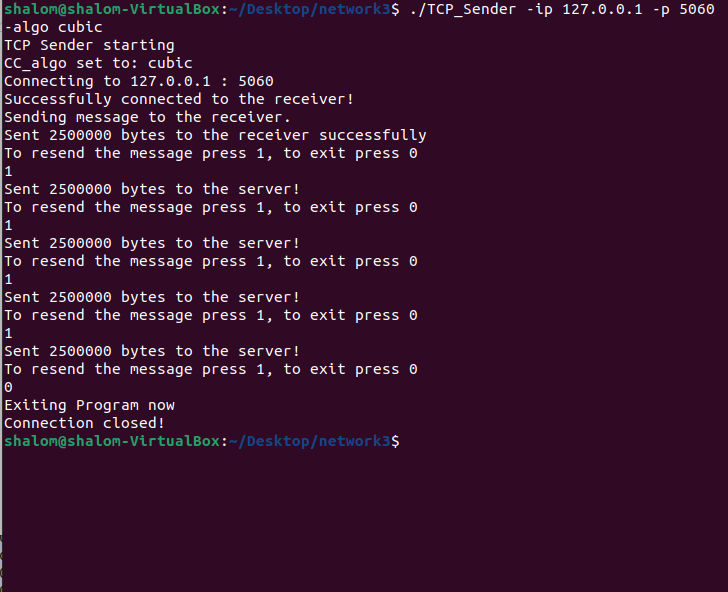 shalom@shalom-VirtualBox:~/Desktop/network3$ ./TCP_Sender -ip 127.0.0.1 -p 5060
-algo cubic
TCP Sender starting
CC_algo set to: cubic
Connecting to 127.0.0.1 : 5060
Successfully connected to the receiver!
Sending message to the receiver.
Sent 2500000 bytes to the receiver successfully
To resend the message press 1, to exit press 0
1
Sent 2500000 bytes to the server!
To resend the message press 1, to exit press 0
1
Sent 2500000 bytes to the server!
To resend the message press 1, to exit press 0
1
Sent 2500000 bytes to the server!
To resend the message press 1, to exit press 0
1
Sent 2500000 bytes to the server!
To resend the message press 1, to exit press 0
0
Exiting Program now
Connection closed!
shalom@shalom-VirtualBox:~/Desktop/network3$